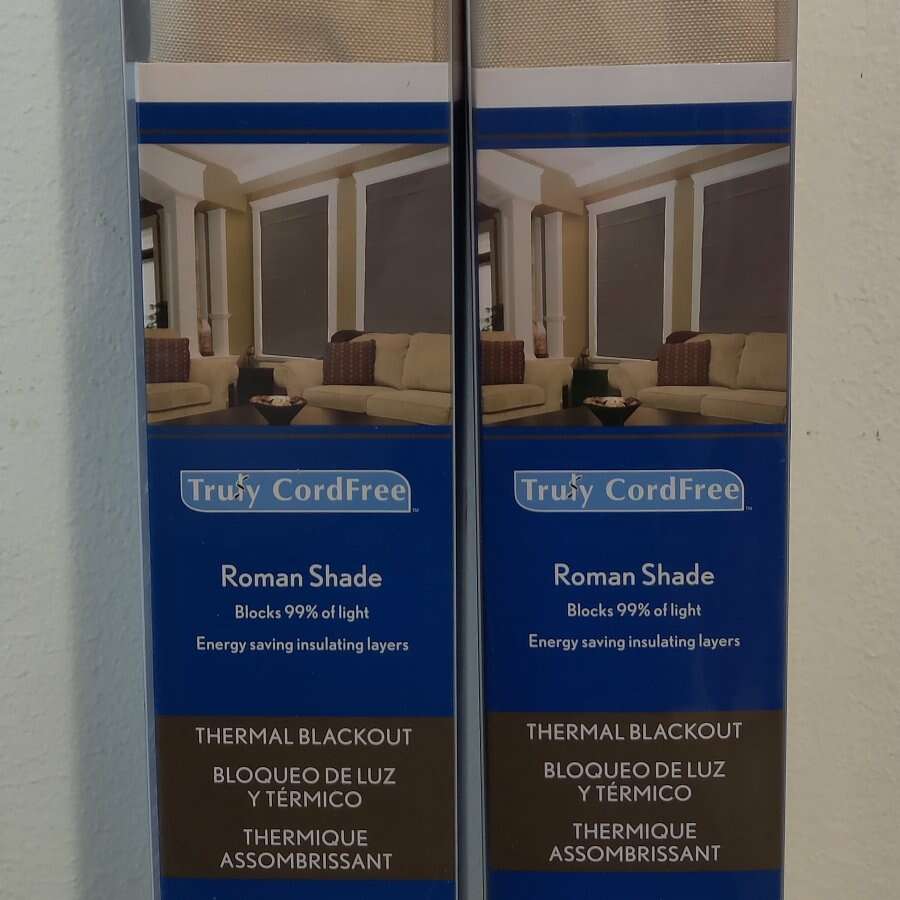 Truly CordFree™
Roman Shade
Blocks 99% of light
Energy saving insulating layers
THERMAL BLACKOUT
BLOQUEO DE LUZ
Y TÉRMICO
THERMIQUE
ASSOMBRISSANT
Truly CordFree™
Roman Shade
Blocks 99% of light
Energy saving insulating layers
THERMAL BLACKOUT
BLOQUEO DE LUZ
Y TÉRMICO
THERMIQUE
ASSOMBRISSANT